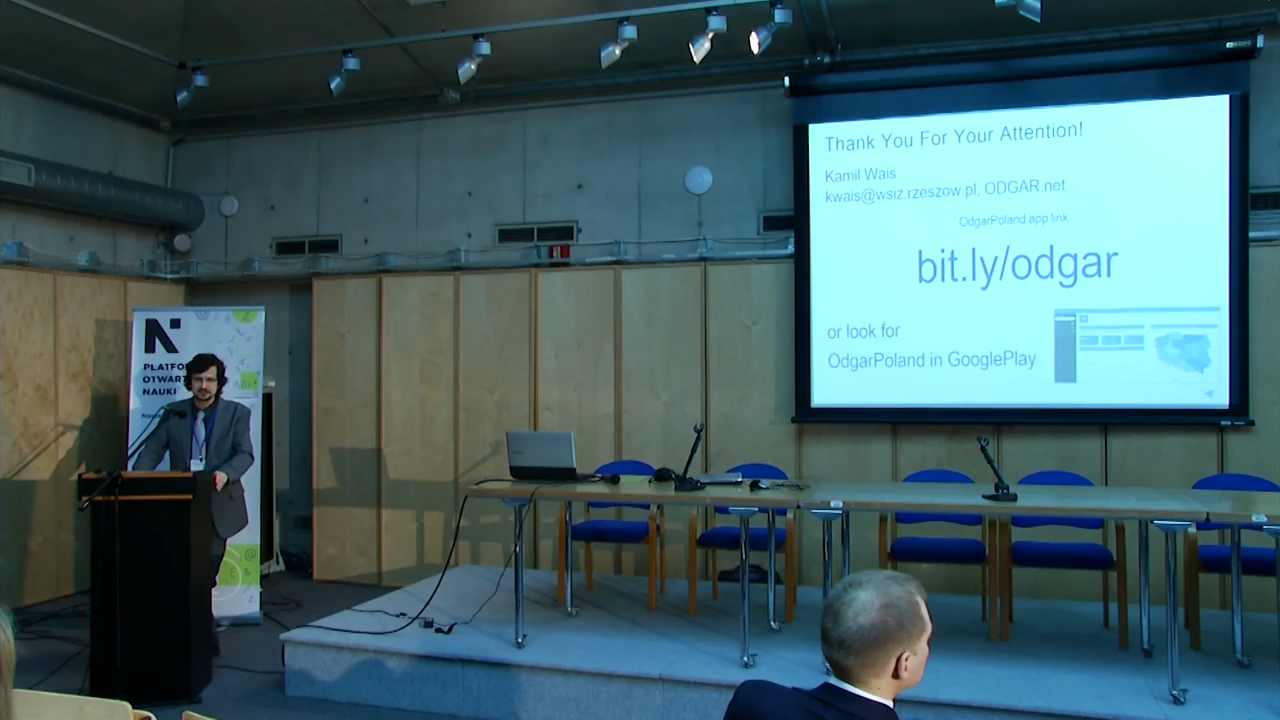 Thank You For Your Attention!
Kamil Wais
kwais@wsiz.rzeszow.pl, ODGAR.net
OdgarPoland app link
bit.ly/odgar
or look for
OdgarPoland in GooglePlay
N
PLATFO
OTWAR
NAUKI